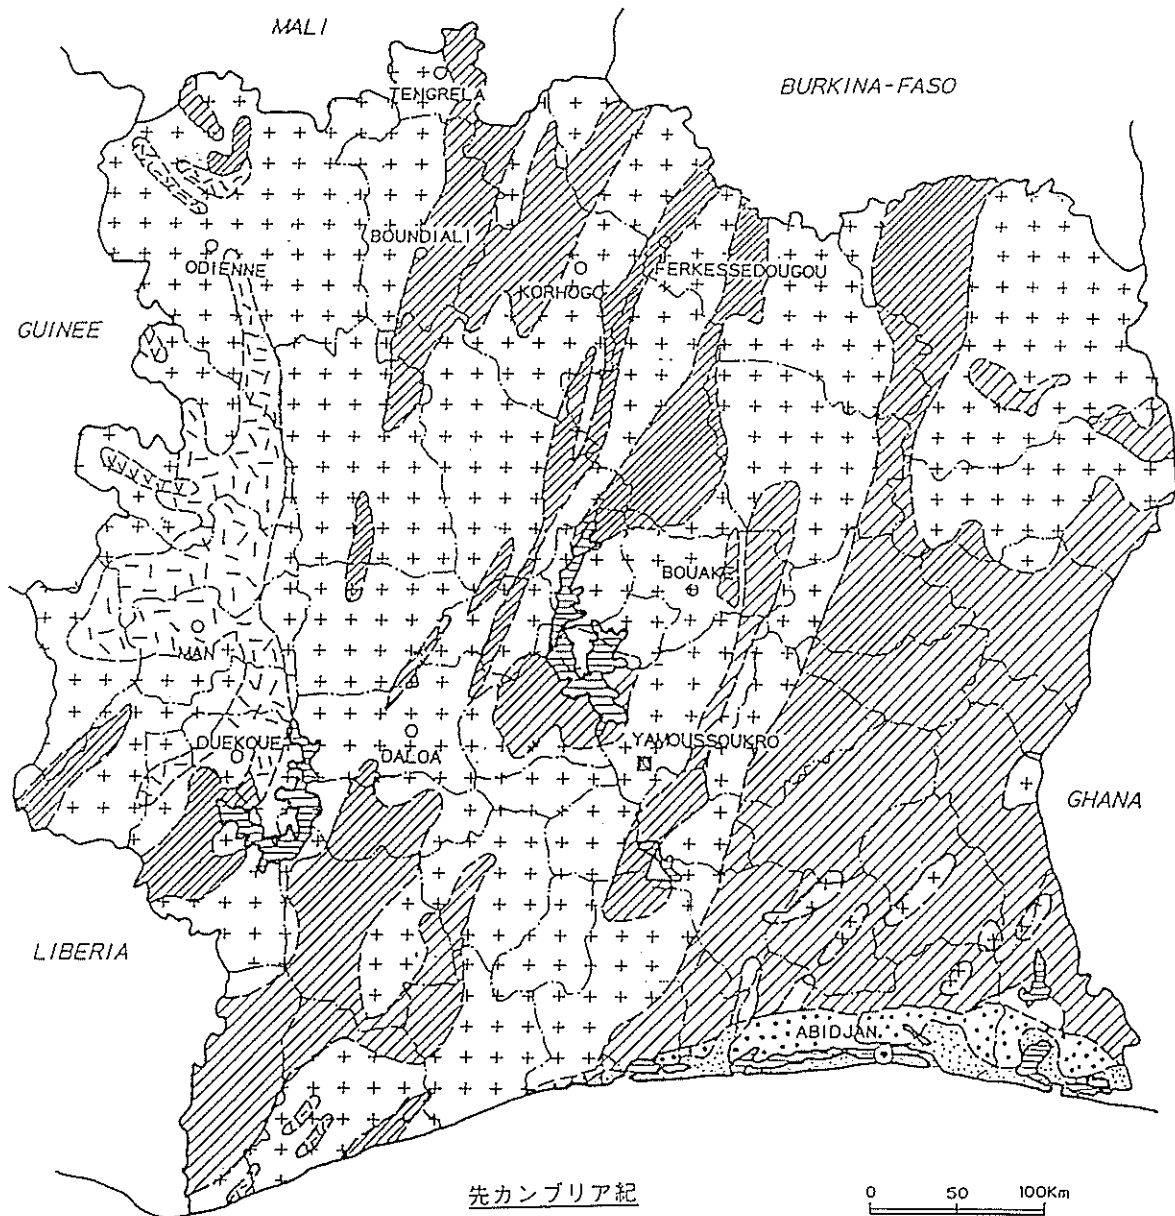 MALI
BURKINA-FASO
TENGRELA
BOUNDIALI
ODIENNE
FERKESSEDOUGOU
KORHOGO
GUINEE
BOUAKE
MAN
DUEKOUE
DALOA
YAMOUSSOUKRO
GHANA
LIBERIA
ABIDJAN
先カンブリア紀
0 50 100Km